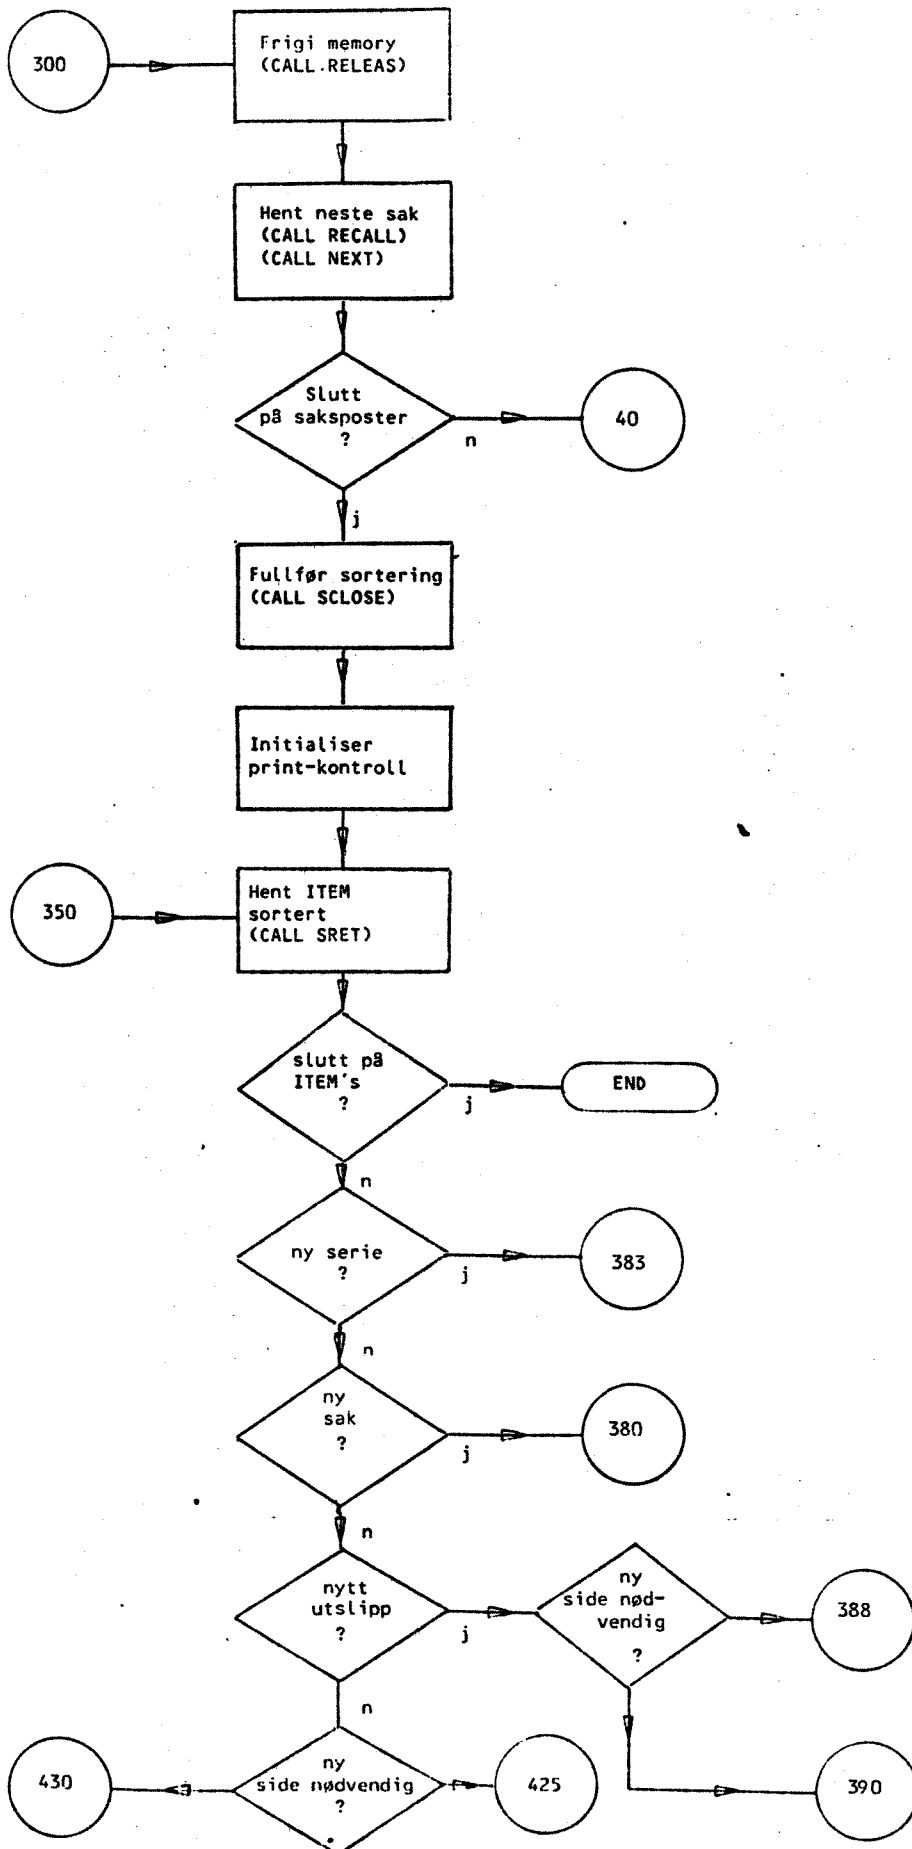 300
Frigi memory
(CALL.RELEAS)
Hent neste sak
(CALL RECALL)
(CALL NEXT)
Slutt
på saksposter
?
n
40
j
Fullfør sortering
(CALL SCLOSE)
Initialiser
print-kontroll
350
Hent ITEM
sortert
(CALL SRET)
slutt på
ITEM's
?
j
END
n
ny serie
?
j
383
n
ny
sak
?
j
380
n
nytt
utslipp
?
j
ny
side nød-
vendig
?
388
n
430
ny
side nødvendig
?
425
390